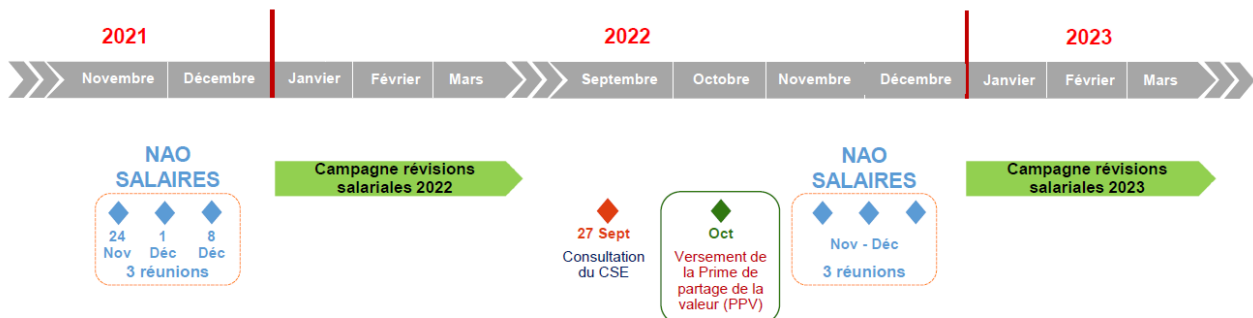 2021
2022
2023
Novembre
Décembre
Janvier
Février
Mars
Septembre
Octobre
Novembre
Décembre
Janvier
Février
Mars
NAO
SALAIRES
24
Nov
1
Déc
8
Déc
3 réunions
Campagne révisions
salariales 2022
27 Sept
Consultation
du CSE
Oct
Versement de
la Prime de
partage de la
valeur (PPV)
NAO
SALAIRES
Nov - Déc
3 réunions
Campagne révisions
salariales 2023